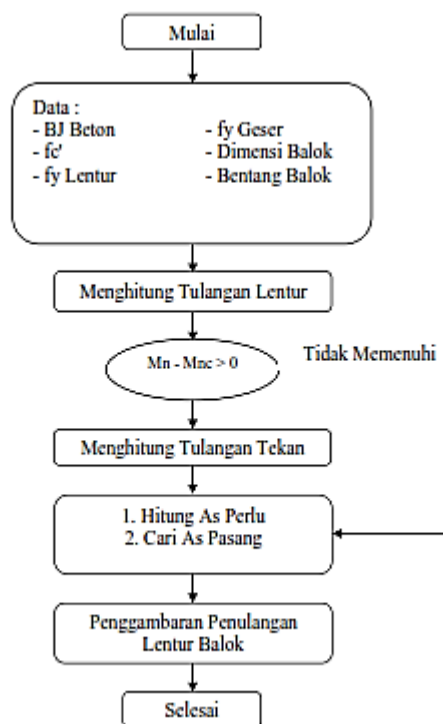 Mulai
Data :
- BJ Beton
- fc'
- fy Lentur
- fy Geser
- Dimensi Balok
- Bentang Balok
Menghitung Tulangan Lentur
Mn - Mnc > 0
Tidak Memenuhi
Menghitung Tulangan Tekan
1. Hitung As Perlu
2. Cari As Pasang
Penggambaran Penulangan
Lentur Balok
Selesai